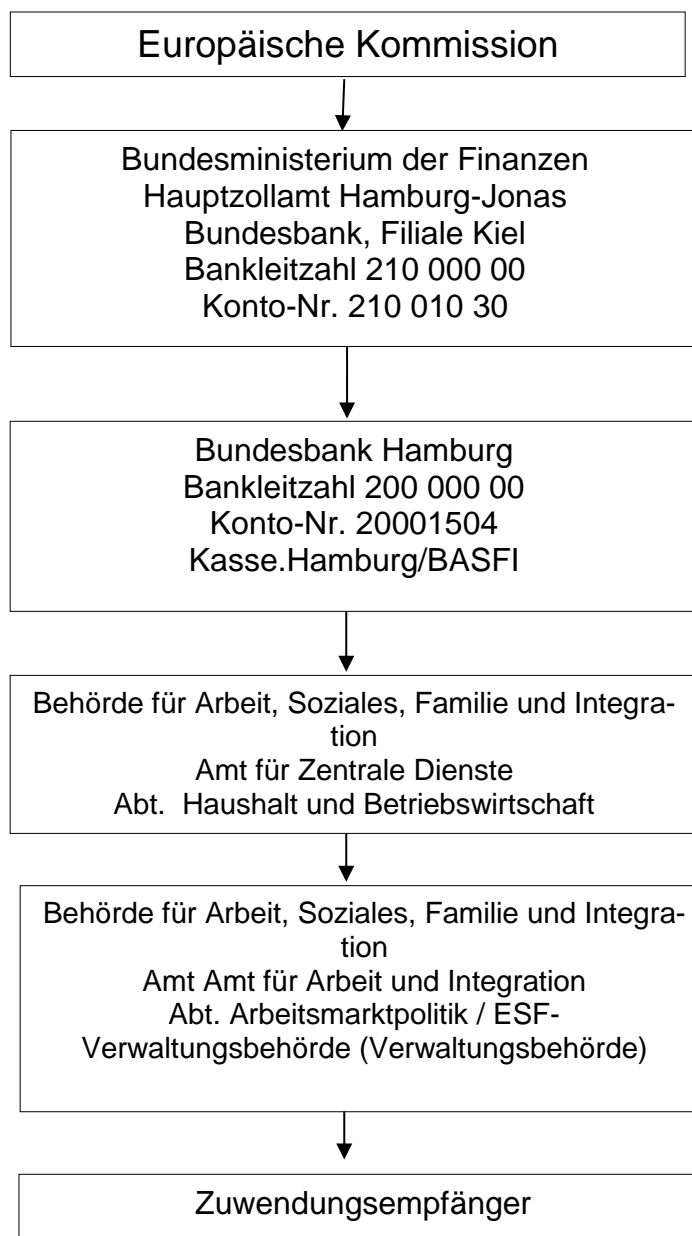 Europäische Kommission
Bundesministerium der Finanzen
Hauptzollamt Hamburg-Jonas
Bundesbank, Filiale Kiel
Bankleitzahl 210 000 00
Konto-Nr. 210 010 30
Bundesbank Hamburg
Bankleitzahl 200 000 00
Konto-Nr. 20001504
Kasse.Hamburg/BASFI
Behörde für Arbeit, Soziales, Familie und Integra-
tion
Amt für Zentrale Dienste
Abt. Haushalt und Betriebswirtschaft
Behörde für Arbeit, Soziales, Familie und Integra-
tion
Amt Amt für Arbeit und Integration
Abt. Arbeitsmarktpolitik / ESF-
Verwaltungsbehörde (Verwaltungsbehörde)
Zuwendungsempfänger